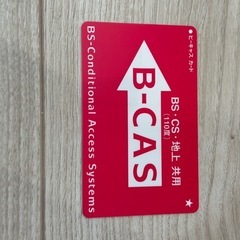 ●ビーキャス カード
BS・CS・地上 共用
(110度)
B-CAS
BS-Conditional Access Systems